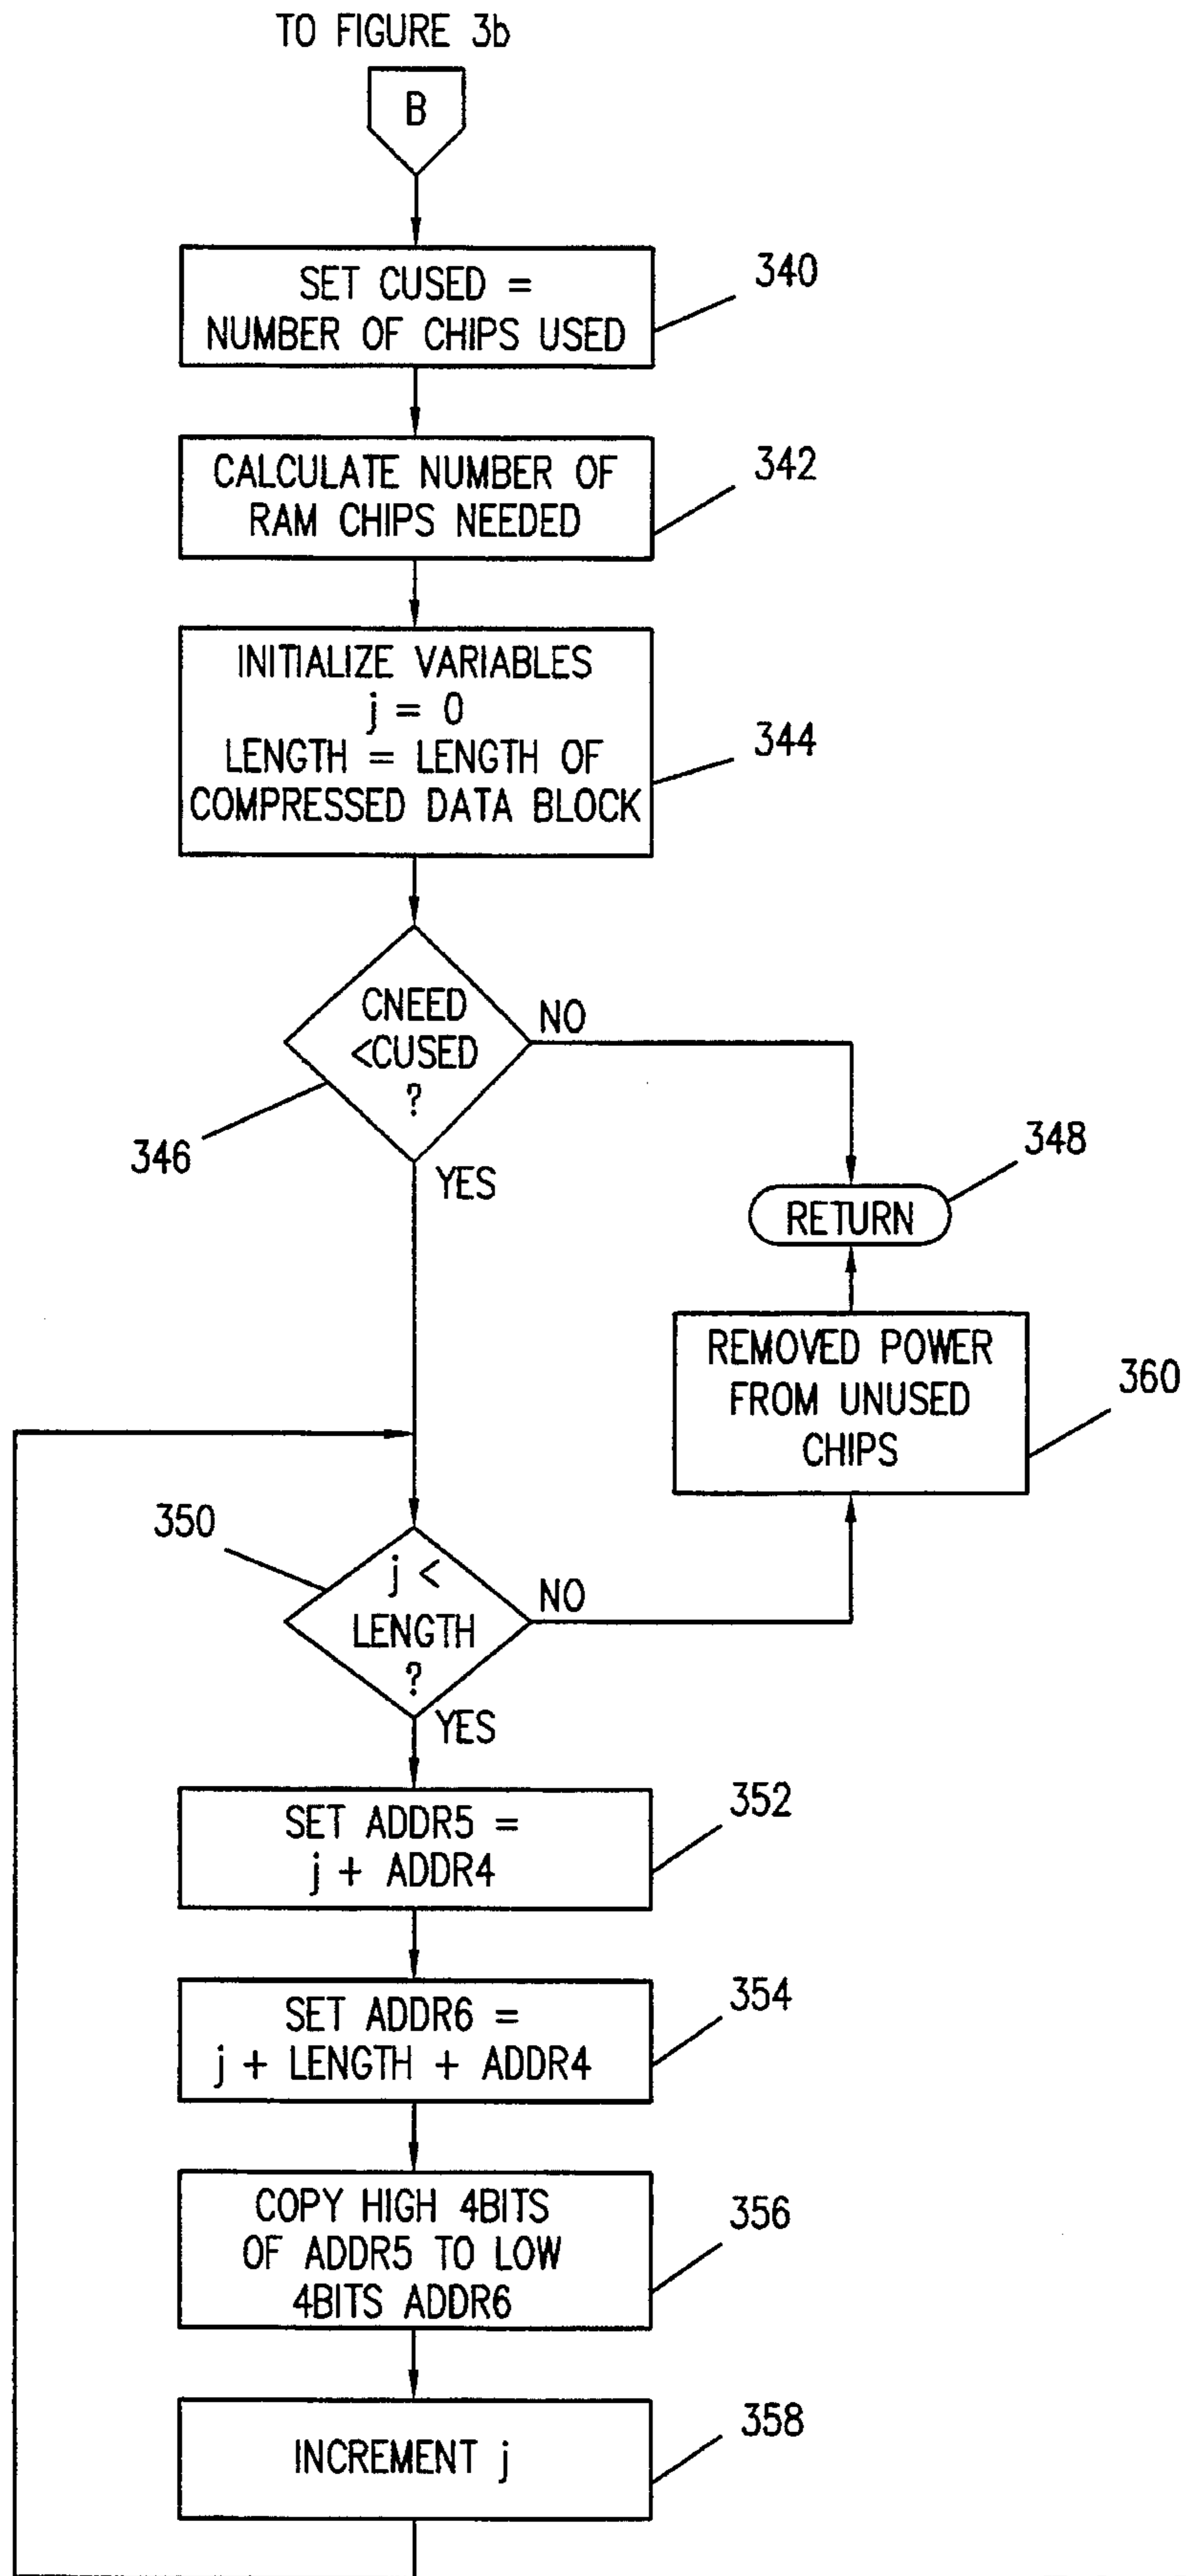 TO FIGURE 3b
B
SET CUSED =
NUMBER OF CHIPS USED
340
CALCULATE NUMBER OF
RAM CHIPS NEEDED
342
INITIALIZE VARIABLES
j = 0
LENGTH = LENGTH OF
COMPRESSED DATA BLOCK
344
CNEED
<CUSED
?
NO
346
YES
348
RETURN
REMOVED POWER
FROM UNUSED
CHIPS
360
350
j <
LENGTH
?
NO
YES
SET ADDR5 =
j + ADDR4
352
SET ADDR6 =
j + LENGTH + ADDR4
354
COPY HIGH 4BITS
OF ADDR5 TO LOW
4BITS ADDR6
356
INCREMENT j
358